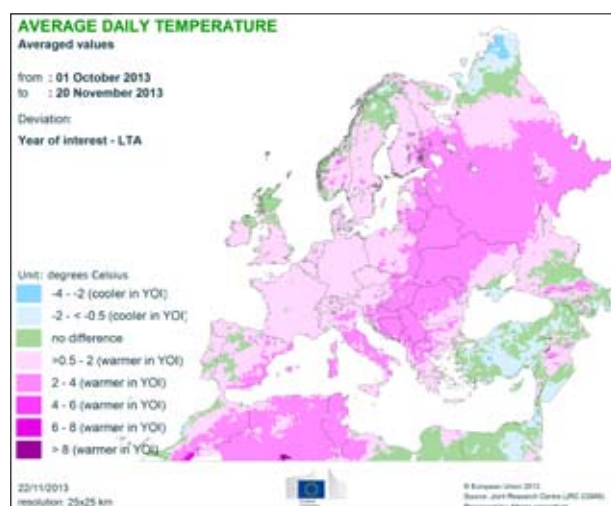 AVERAGE DAILY TEMPERATURE
Averaged values
from : 01 October 2013
to : 20 November 2013
Deviation:
Year of interest - LTA
Unit: degrees Celsius
-4 - -2 (cooler in YOI)
-2 - < -0.5 (cooler in YOI)
no difference
>0.5 - 2 (warmer in YOI)
2 - 4 (warmer in YOI)
4 - 6 (warmer in YOI)
6 - 8 (warmer in YOI)
> 8 (warmer in YOI)
22/11/2013
resolution: 25x25 km
© European Union 2013
Source: Joint Research Centre (JRC